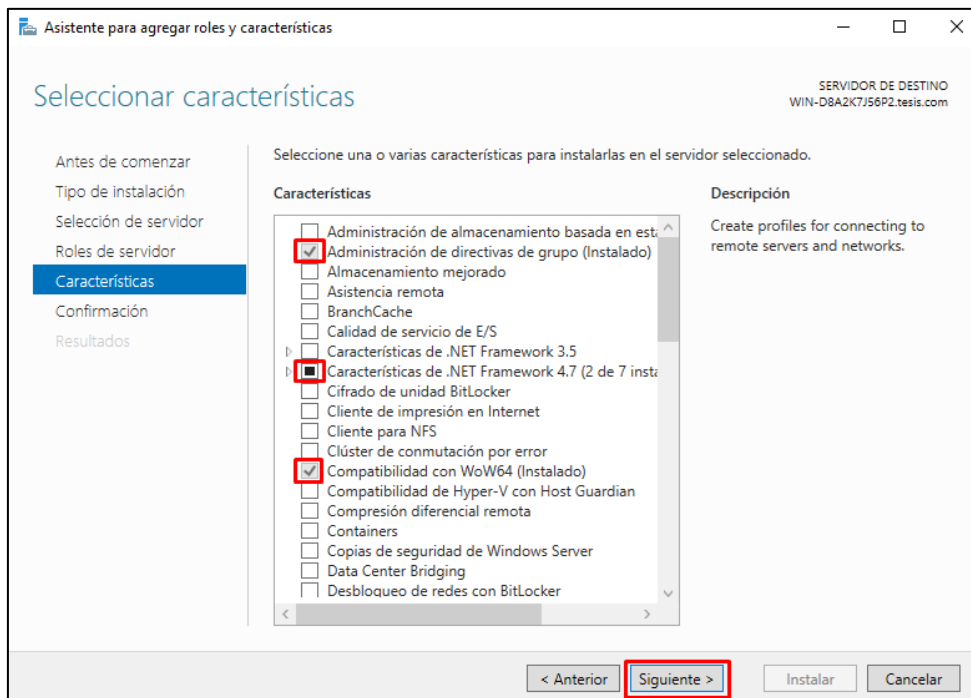 Asistente para agregar roles y características
Seleccionar características
SERVIDOR DE DESTINO
WIN-D8A2K7J56P2.tesis.com
Antes de comenzar
Tipo de instalación
Selección de servidor
Roles de servidor
Características
Confirmación
Resultados
Seleccione una o varias características para instalarlas en el servidor seleccionado.
Características
Administración de almacenamiento basada en está
Administración de directivas de grupo (Instalado)
Almacenamiento mejorado
Asistencia remota
BranchCache
Calidad de servicio de E/S
Características de .NET Framework 3.5
Características de .NET Framework 4.7 (2 de 7 insta
Cifrado de unidad BitLocker
Cliente de impresión en Internet
Cliente para NFS
Clúster de conmutación por error
Compatibilidad con WoW64 (Instalado)
Compatibilidad de Hyper-V con Host Guardian
Compresión diferencial remota
Containers
Copias de seguridad de Windows Server
Data Center Bridging
Desbloqueo de redes con BitLocker
Descripción
Create profiles for connecting to
remote servers and networks.
< Anterior
Siguiente >
Instalar
Cancelar